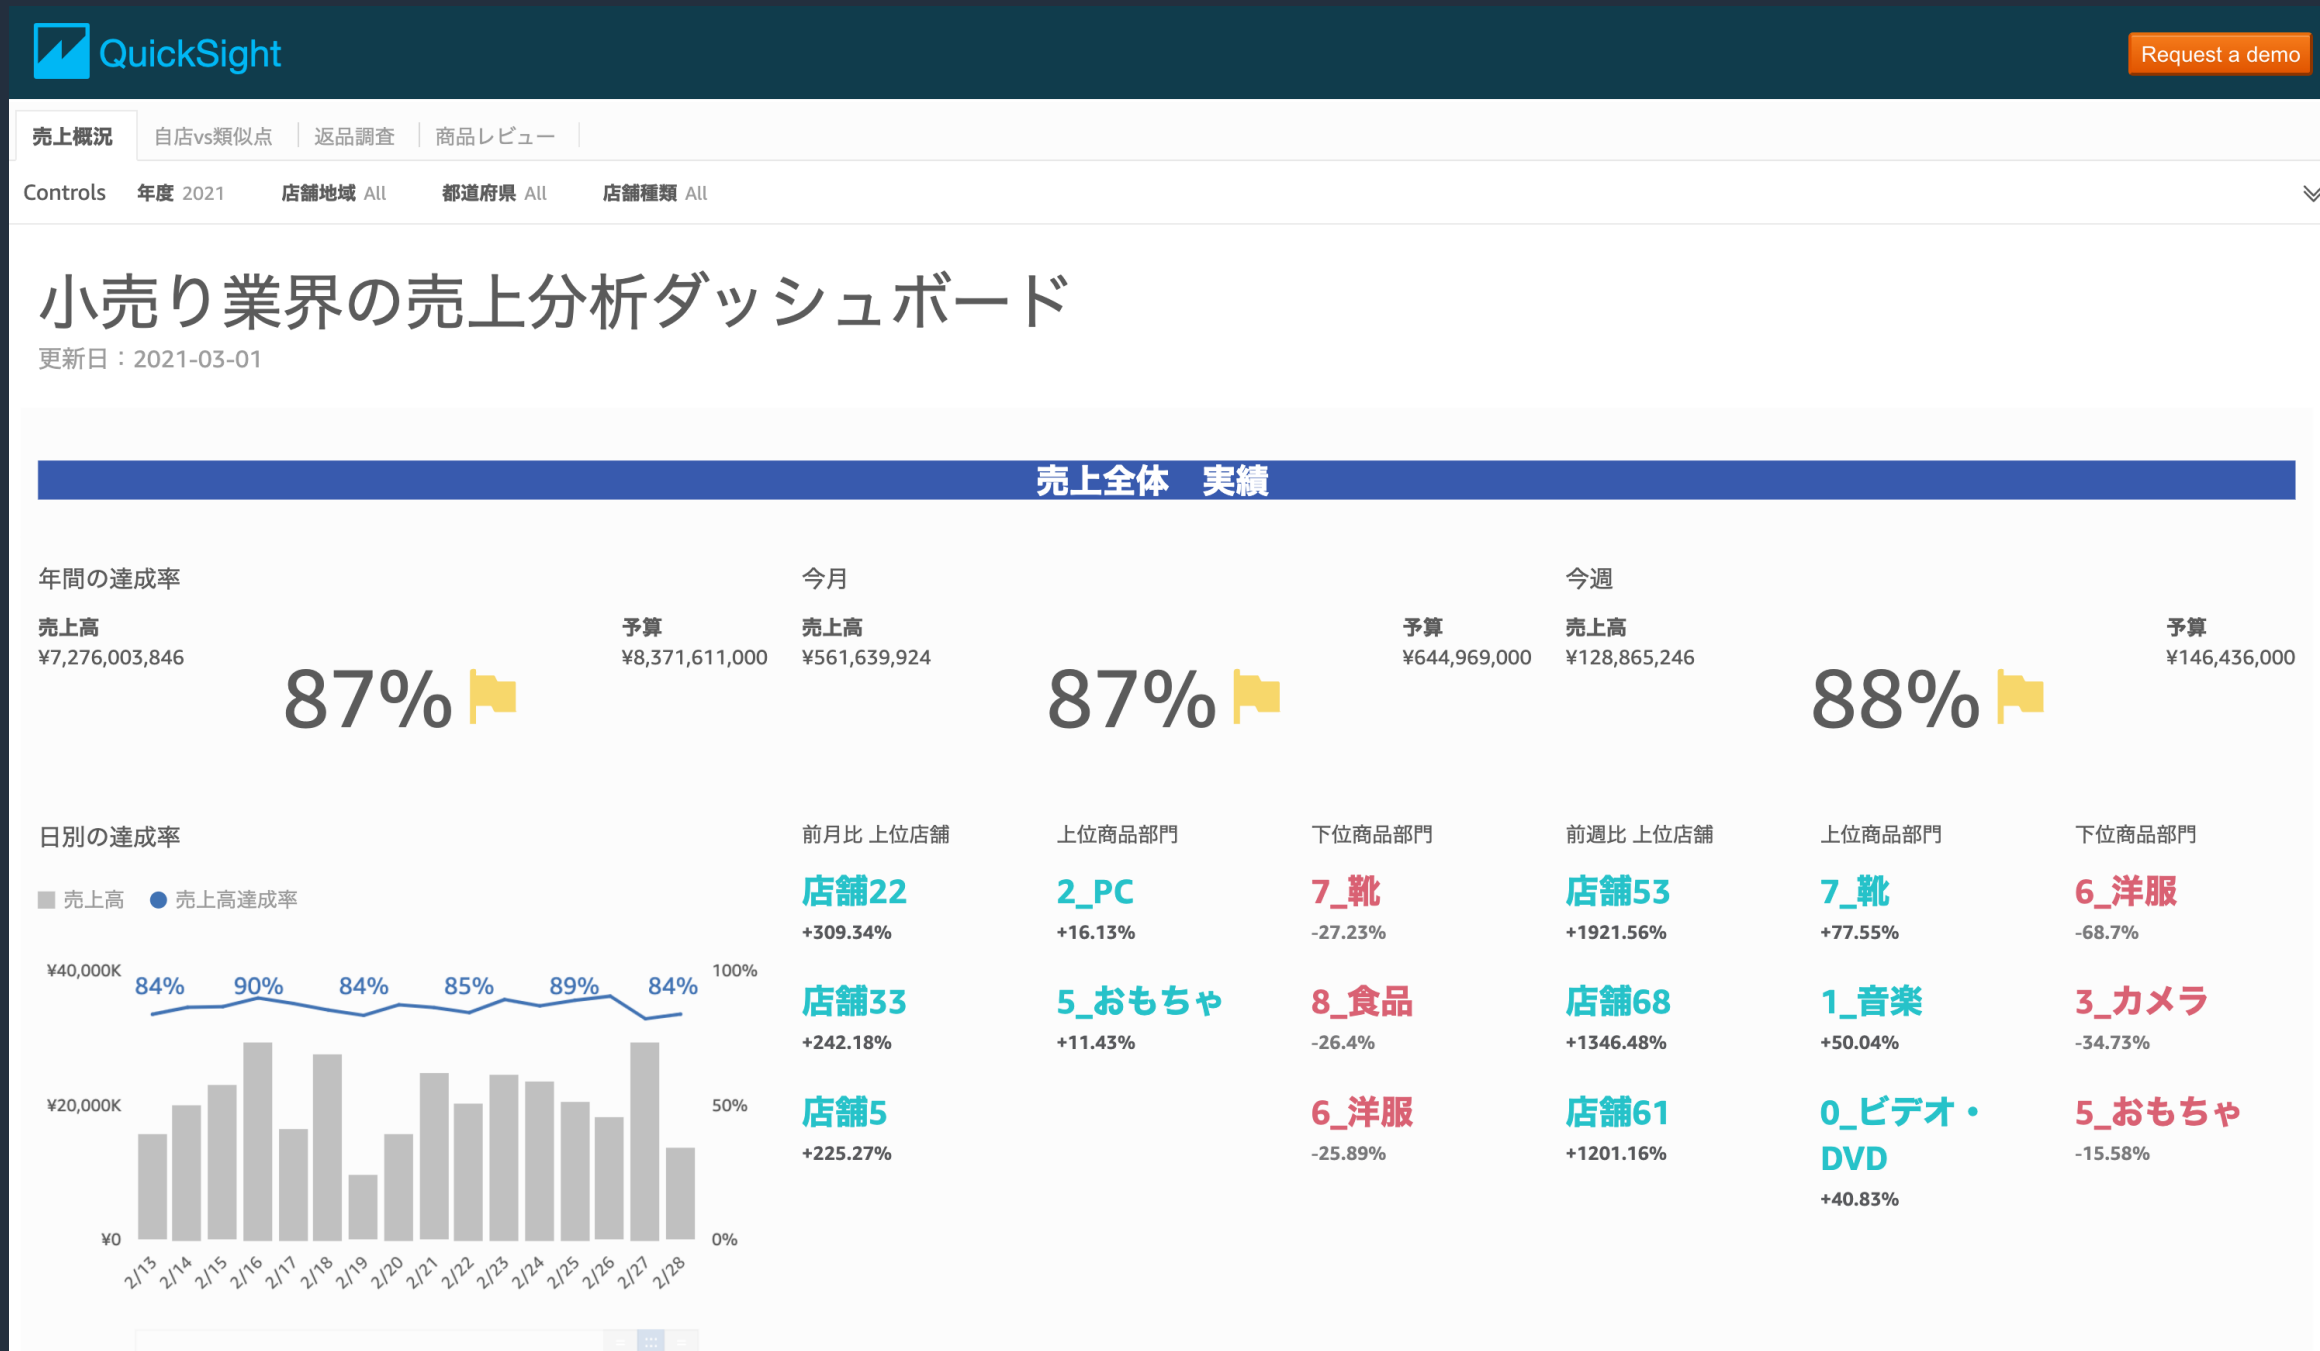 QuickSight
Request a demo
売上概況 自店vs類似点 返品調査 商品レビュー
Controls 年度 2021 店舗地域 All 都道府県 All 店舗種類 All
小売り業界の売上分析ダッシュボード
更新日：2021-03-01
売上全体　実績
年間の達成率
売上高 予算
¥7,276,003,846 ¥8,371,611,000
87%
今月
売上高 予算
¥561,639,924 ¥644,969,000
87%
今週
売上高 予算
¥128,865,246 ¥146,436,000
88%
日別の達成率
売上高 売上高達成率
¥40,000K 100%
84% 90% 84% 85% 89% 84%
¥20,000K 50%
¥0 0%
2/13 2/14 2/15 2/16 2/17 2/18 2/19 2/20 2/21 2/22 2/23 2/24 2/25 2/26 2/27 2/28
前月比 上位店舗
店舗22
+309.34%
店舗33
+242.18%
店舗5
+225.27%
上位商品部門
2_PC
+16.13%
5_おもちゃ
+11.43%
下位商品部門
7_靴
-27.23%
8_食品
-26.4%
6_洋服
-25.89%
前週比 上位店舗
店舗53
+1921.56%
店舗68
+1346.48%
店舗61
+1201.16%
上位商品部門
7_靴
+77.55%
1_音楽
+50.04%
0_ビデオ・
DVD
+40.83%
下位商品部門
6_洋服
-68.7%
3_カメラ
-34.73%
5_おもちゃ
-15.58%